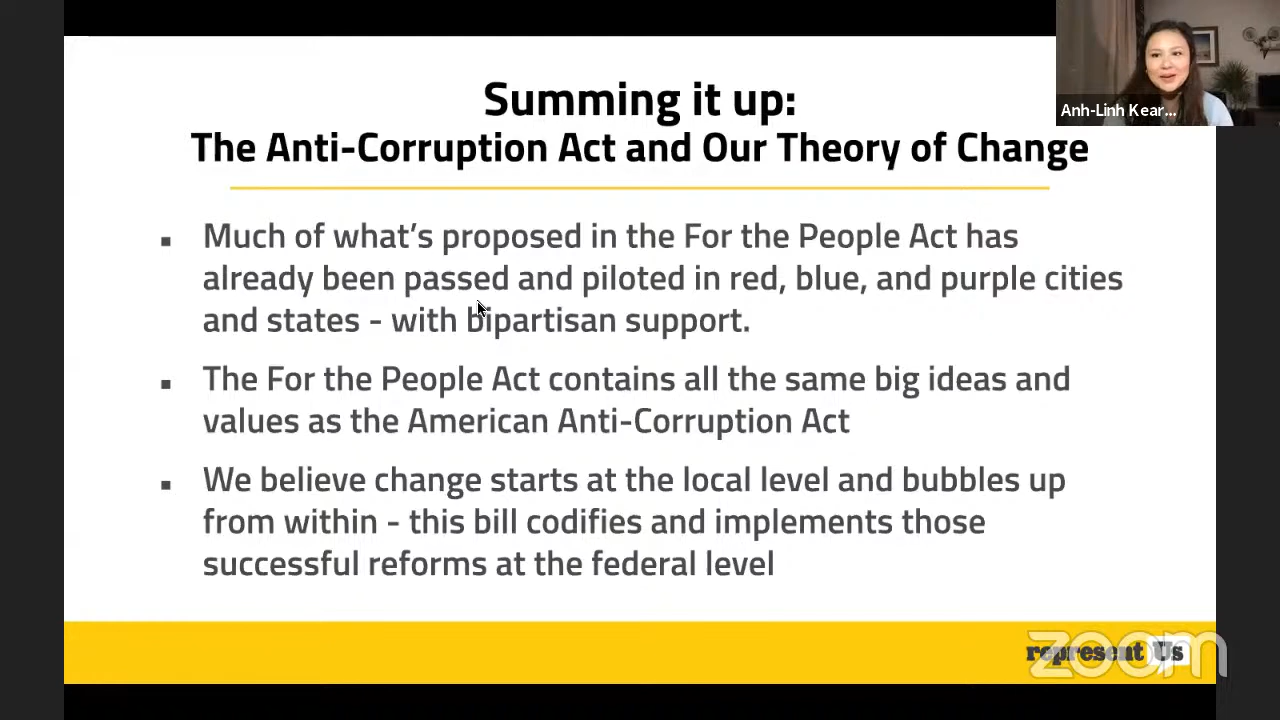 Summing it up:
The Anti-Corruption Act and Our Theory of Change
Anh-Linh Kear...
▪ Much of what's proposed in the For the People Act has
already been passed and piloted in red, blue, and purple cities
and states - with bipartisan support.
▪ The For the People Act contains all the same big ideas and
values as the American Anti-Corruption Act
▪ We believe change starts at the local level and bubbles up
from within - this bill codifies and implements those
successful reforms at the federal level
represent Us
zoom